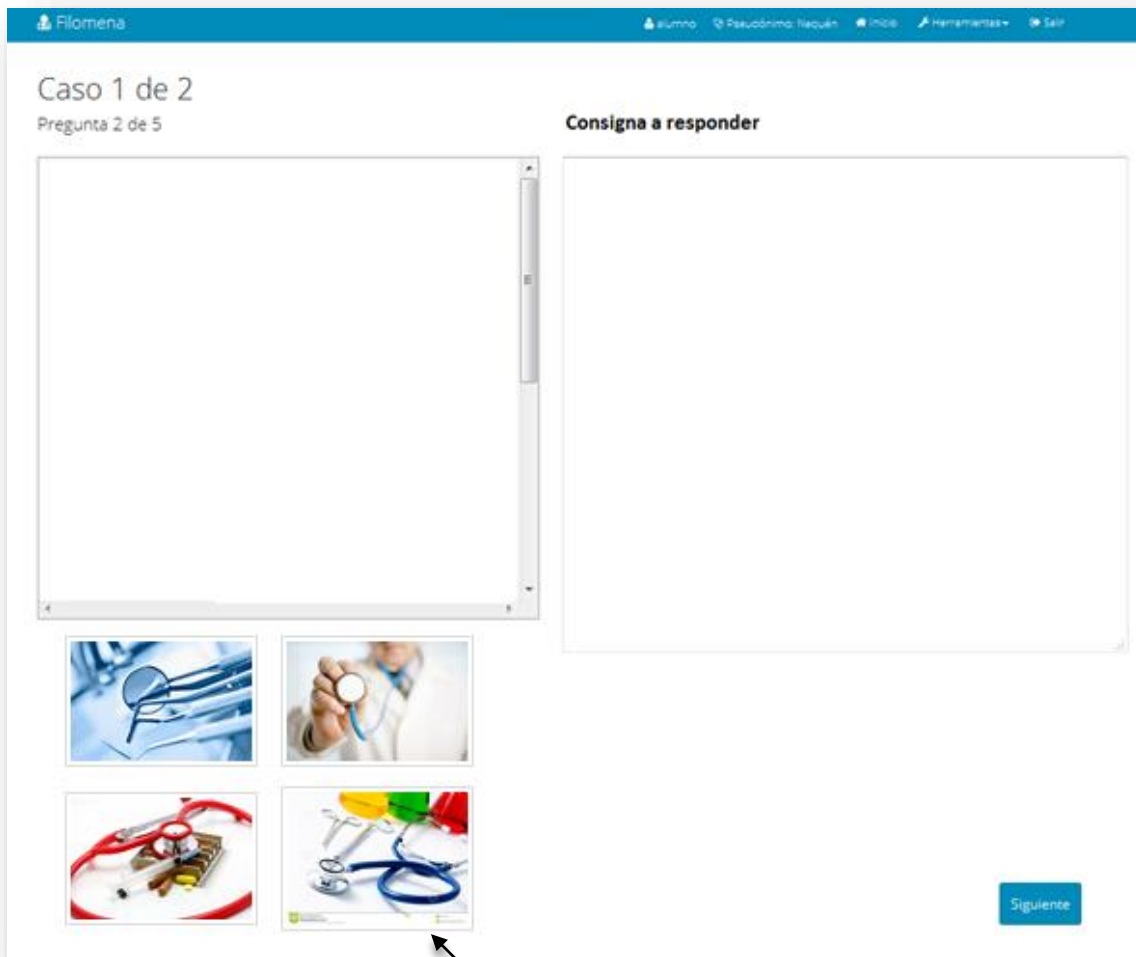 Filomena
alumno Pseudónimo: Nequén Inicio Herramientas Salir
Caso 1 de 2
Pregunta 2 de 5
Consigna a responder
Siguiente